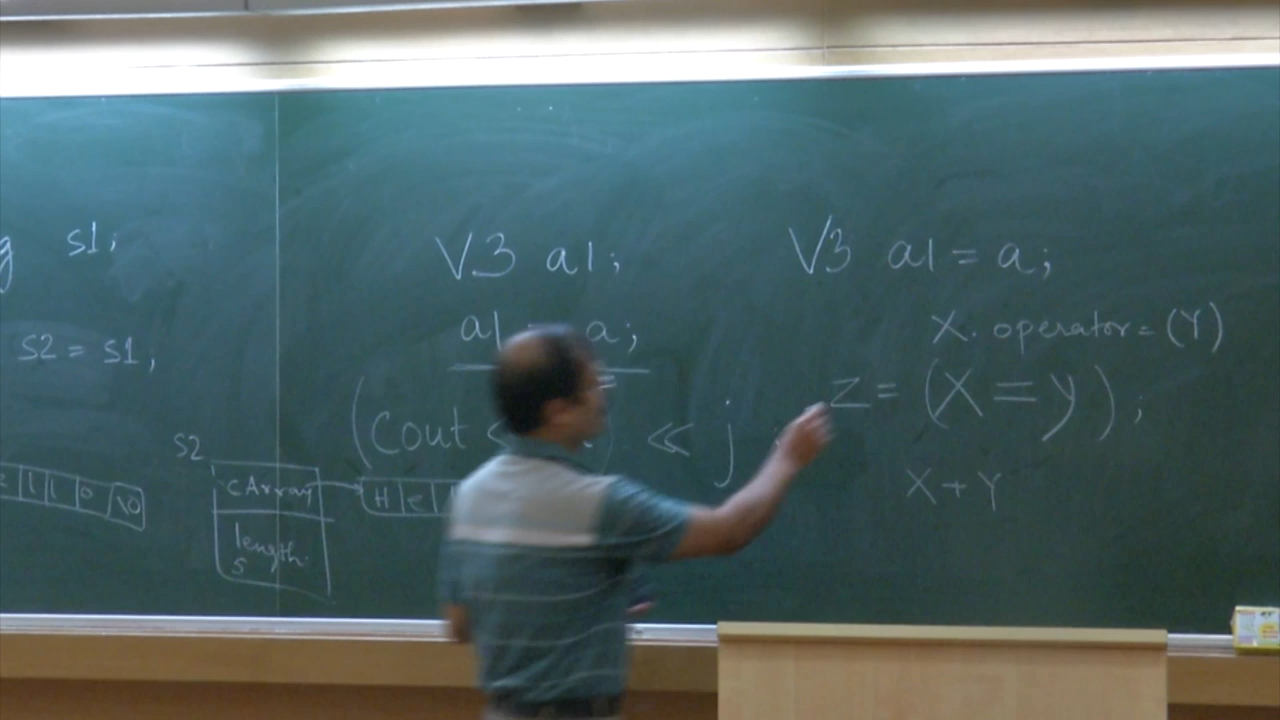 s1;
s2 = s1,
l l o \0
s2
cArray
length
5
H e
V3 a1;
a1 = a;
(Cout ) << j
V3 a1 = a;
X. operator= (Y)
Z = (X = Y);
X + Y